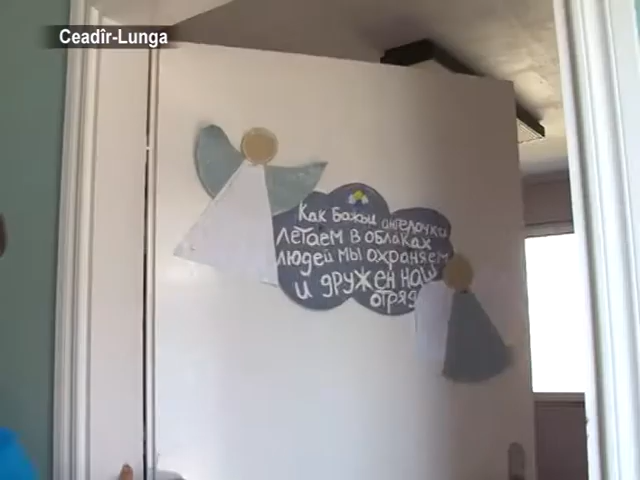 Ceadîr-Lunga
Как Божьи ангелочки
летаем в облаках
людей мы охраняем
и дружен наш
отряд